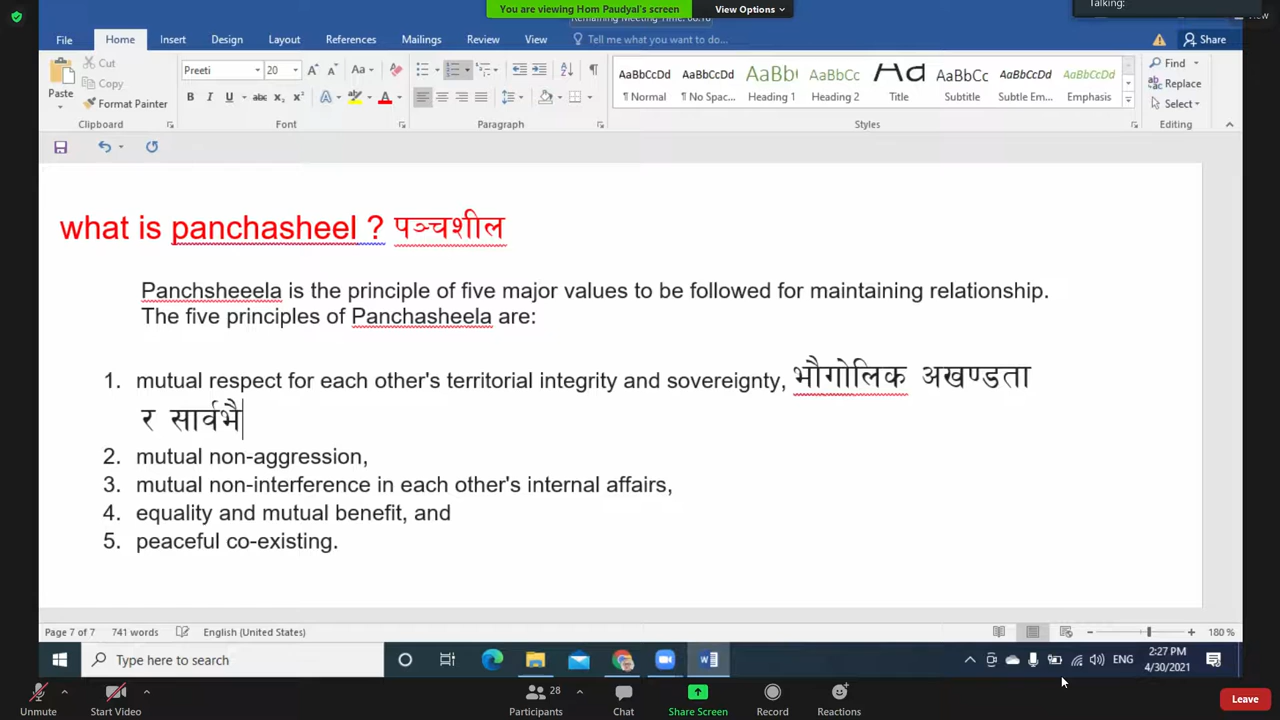 You are viewing Hom Paudyal's screen
View Options
Talking:
File Home Insert Design Layout References Mailings Review View Tell me what you want to do... Share
Paste
Cut
Copy
Format Painter
Preeti 20
AaBbCcDd AaBbCcDd AaBbCc AaBbCc AaBbCcD AaBbCcDd AaBbCcDd
¶ Normal ¶ No Spac... Heading 1 Heading 2 Title Subtitle Subtle Em... Emphasis
Find
Replace
Select
Clipboard Font Paragraph Styles Editing
what is panchasheel ? पञ्चशील
Panchsheeela is the principle of five major values to be followed for maintaining relationship.
The five principles of Panchasheela are:
1. mutual respect for each other's territorial integrity and sovereignty, भौगोलिक अखण्डता
र सार्वभै
2. mutual non-aggression,
3. mutual non-interference in each other's internal affairs,
4. equality and mutual benefit, and
5. peaceful co-existing.
Page 7 of 7 741 words English (United States) 180 %
Type here to search
ENG
2:27 PM
4/30/2021
28
Unmute Start Video Participants Chat Share Screen Record Reactions Leave